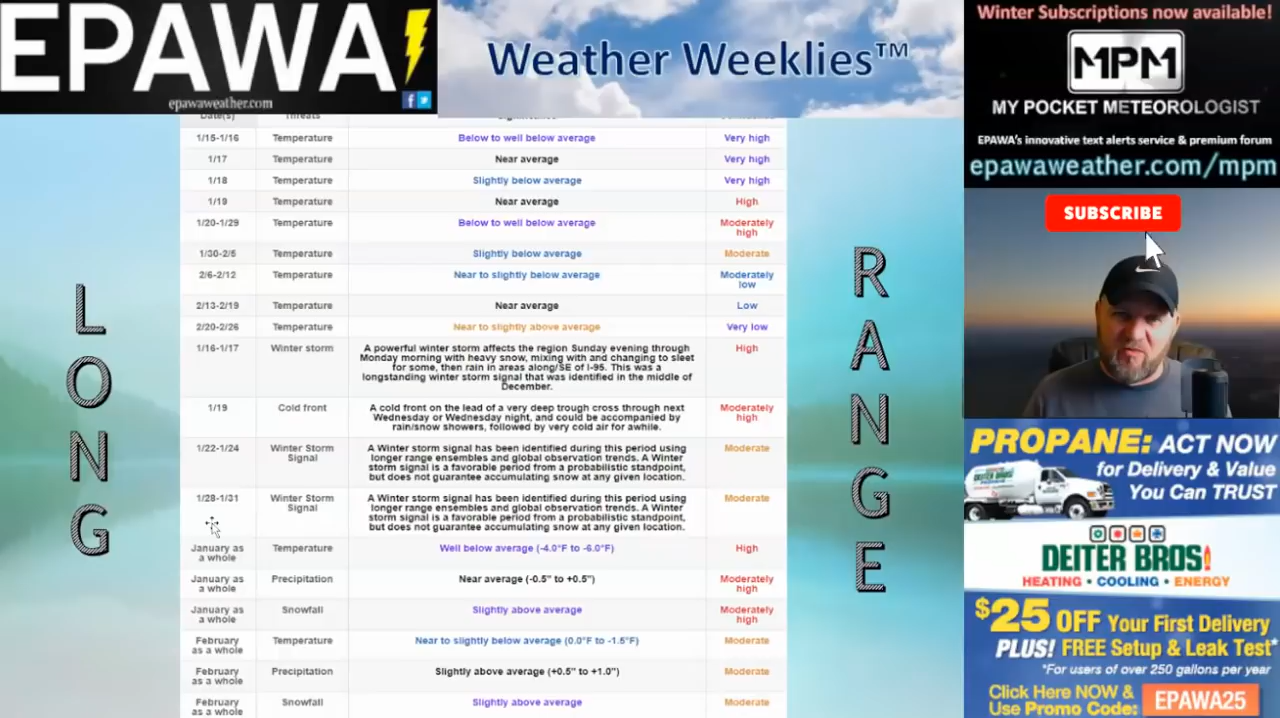 EPAWA
epawaweather.com
Weather Weeklies™
Winter Subscriptions now available!
MPM
MY POCKET METEOROLOGIST
EPAWA's innovative text alerts service & premium forum
epawaweather.com/mpm
SUBSCRIBE
LONG
RANGE
Date(s) Threats
1/15-1/16 Temperature Below to well below average Very high
1/17 Temperature Near average Very high
1/18 Temperature Slightly below average Very high
1/19 Temperature Near average High
1/20-1/29 Temperature Below to well below average Moderately
high
1/30-2/5 Temperature Slightly below average Moderate
2/6-2/12 Temperature Near to slightly below average Moderately
low
2/13-2/19 Temperature Near average Low
2/20-2/26 Temperature Near to slightly above average Very low
1/16-1/17 Winter storm A powerful winter storm affects the region Sunday evening through High
Monday morning with heavy snow, mixing with and changing to sleet
for some, then rain in areas along/SE of I-95. This was a
longstanding winter storm signal that was identified in the middle of
December.
1/19 Cold front A cold front on the lead of a very deep trough cross through next Moderately
Wednesday or Wednesday night, and could be accompanied by high
rain/snow showers, followed by very cold air for awhile.
1/22-1/24 Winter Storm A Winter storm signal has been identified during this period using Moderate
Signal longer range ensembles and global observation trends. A Winter
storm signal is a favorable period from a probabilistic standpoint,
but does not guarantee accumulating snow at any given location.
1/28-1/31 Winter Storm A Winter storm signal has been identified during this period using Moderate
Signal longer range ensembles and global observation trends. A Winter
storm signal is a favorable period from a probabilistic standpoint,
but does not guarantee accumulating snow at any given location.
January as Temperature Well below average (-4.0°F to -6.0°F) High
a whole
January as Precipitation Near average (-0.5" to +0.5") Moderately
a whole high
January as Snowfall Slightly above average Moderately
a whole high
February Temperature Near to slightly below average (0.0°F to -1.5°F) Moderate
as a whole
February Precipitation Slightly above average (+0.5" to +1.0") Moderate
as a whole
February Snowfall Slightly above average Moderate
as a whole
PROPANE: ACT NOW
for Delivery & Value
You Can TRUST
DEITER BROS!
HEATING • COOLING • ENERGY
$25 OFF Your First Delivery
PLUS! FREE Setup & Leak Test*
*For users of over 250 gallons per year
Click Here NOW &
Use Promo Code: EPAWA25